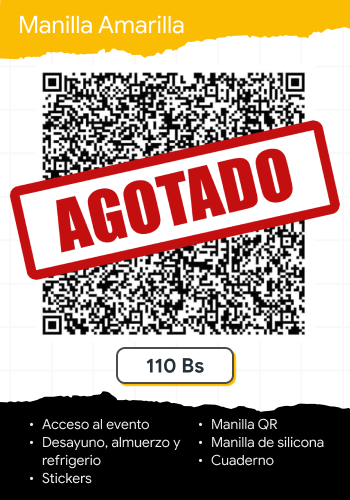 Manilla Amarilla
AGOTADO
110 Bs
• Acceso al evento
• Desayuno, almuerzo y
refrigerio
• Stickers
• Manilla QR
• Manilla de silicona
• Cuaderno